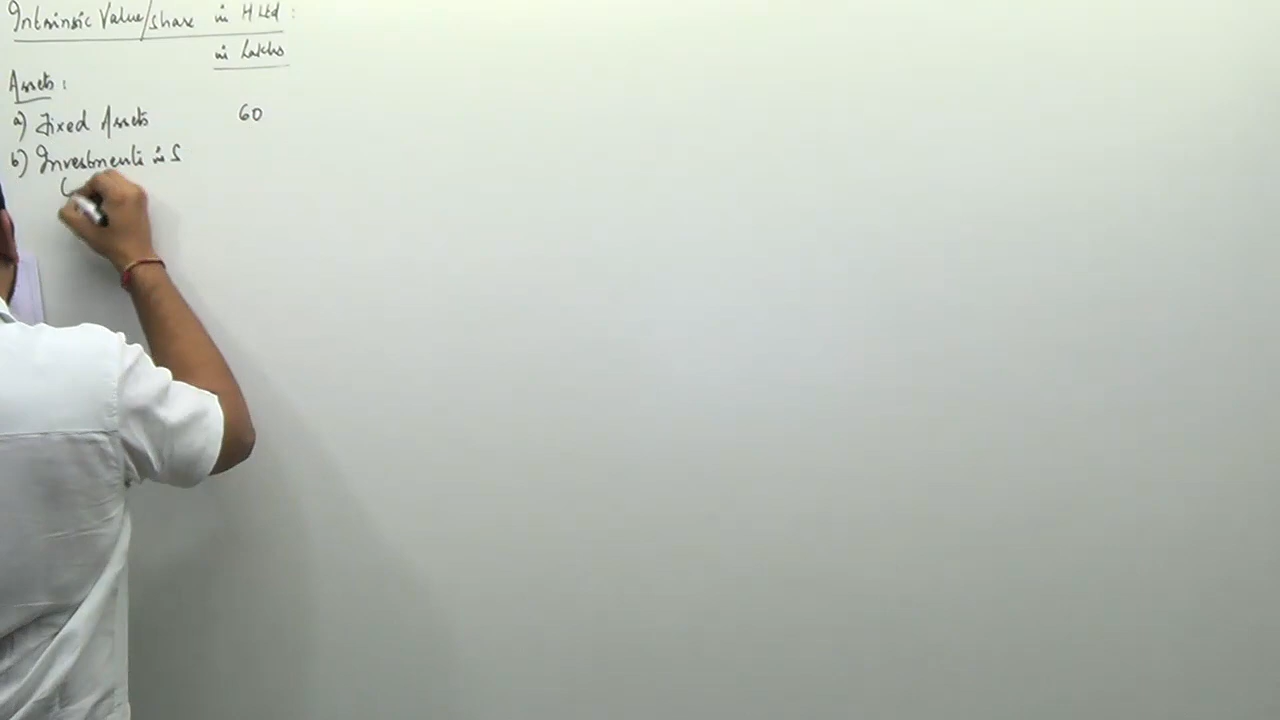 Intrinsic Value/share in H Ltd :
in Lakhs
Assets :
a) Fixed Assets 60
b) Investments in S
(